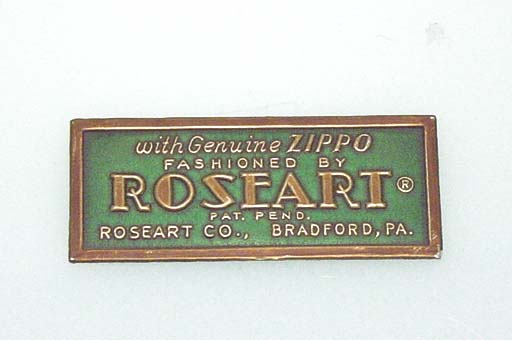 with Genuine ZIPPO
FASHIONED BY
ROSEART ®
PAT. PEND.
ROSEART CO., BRADFORD, PA.